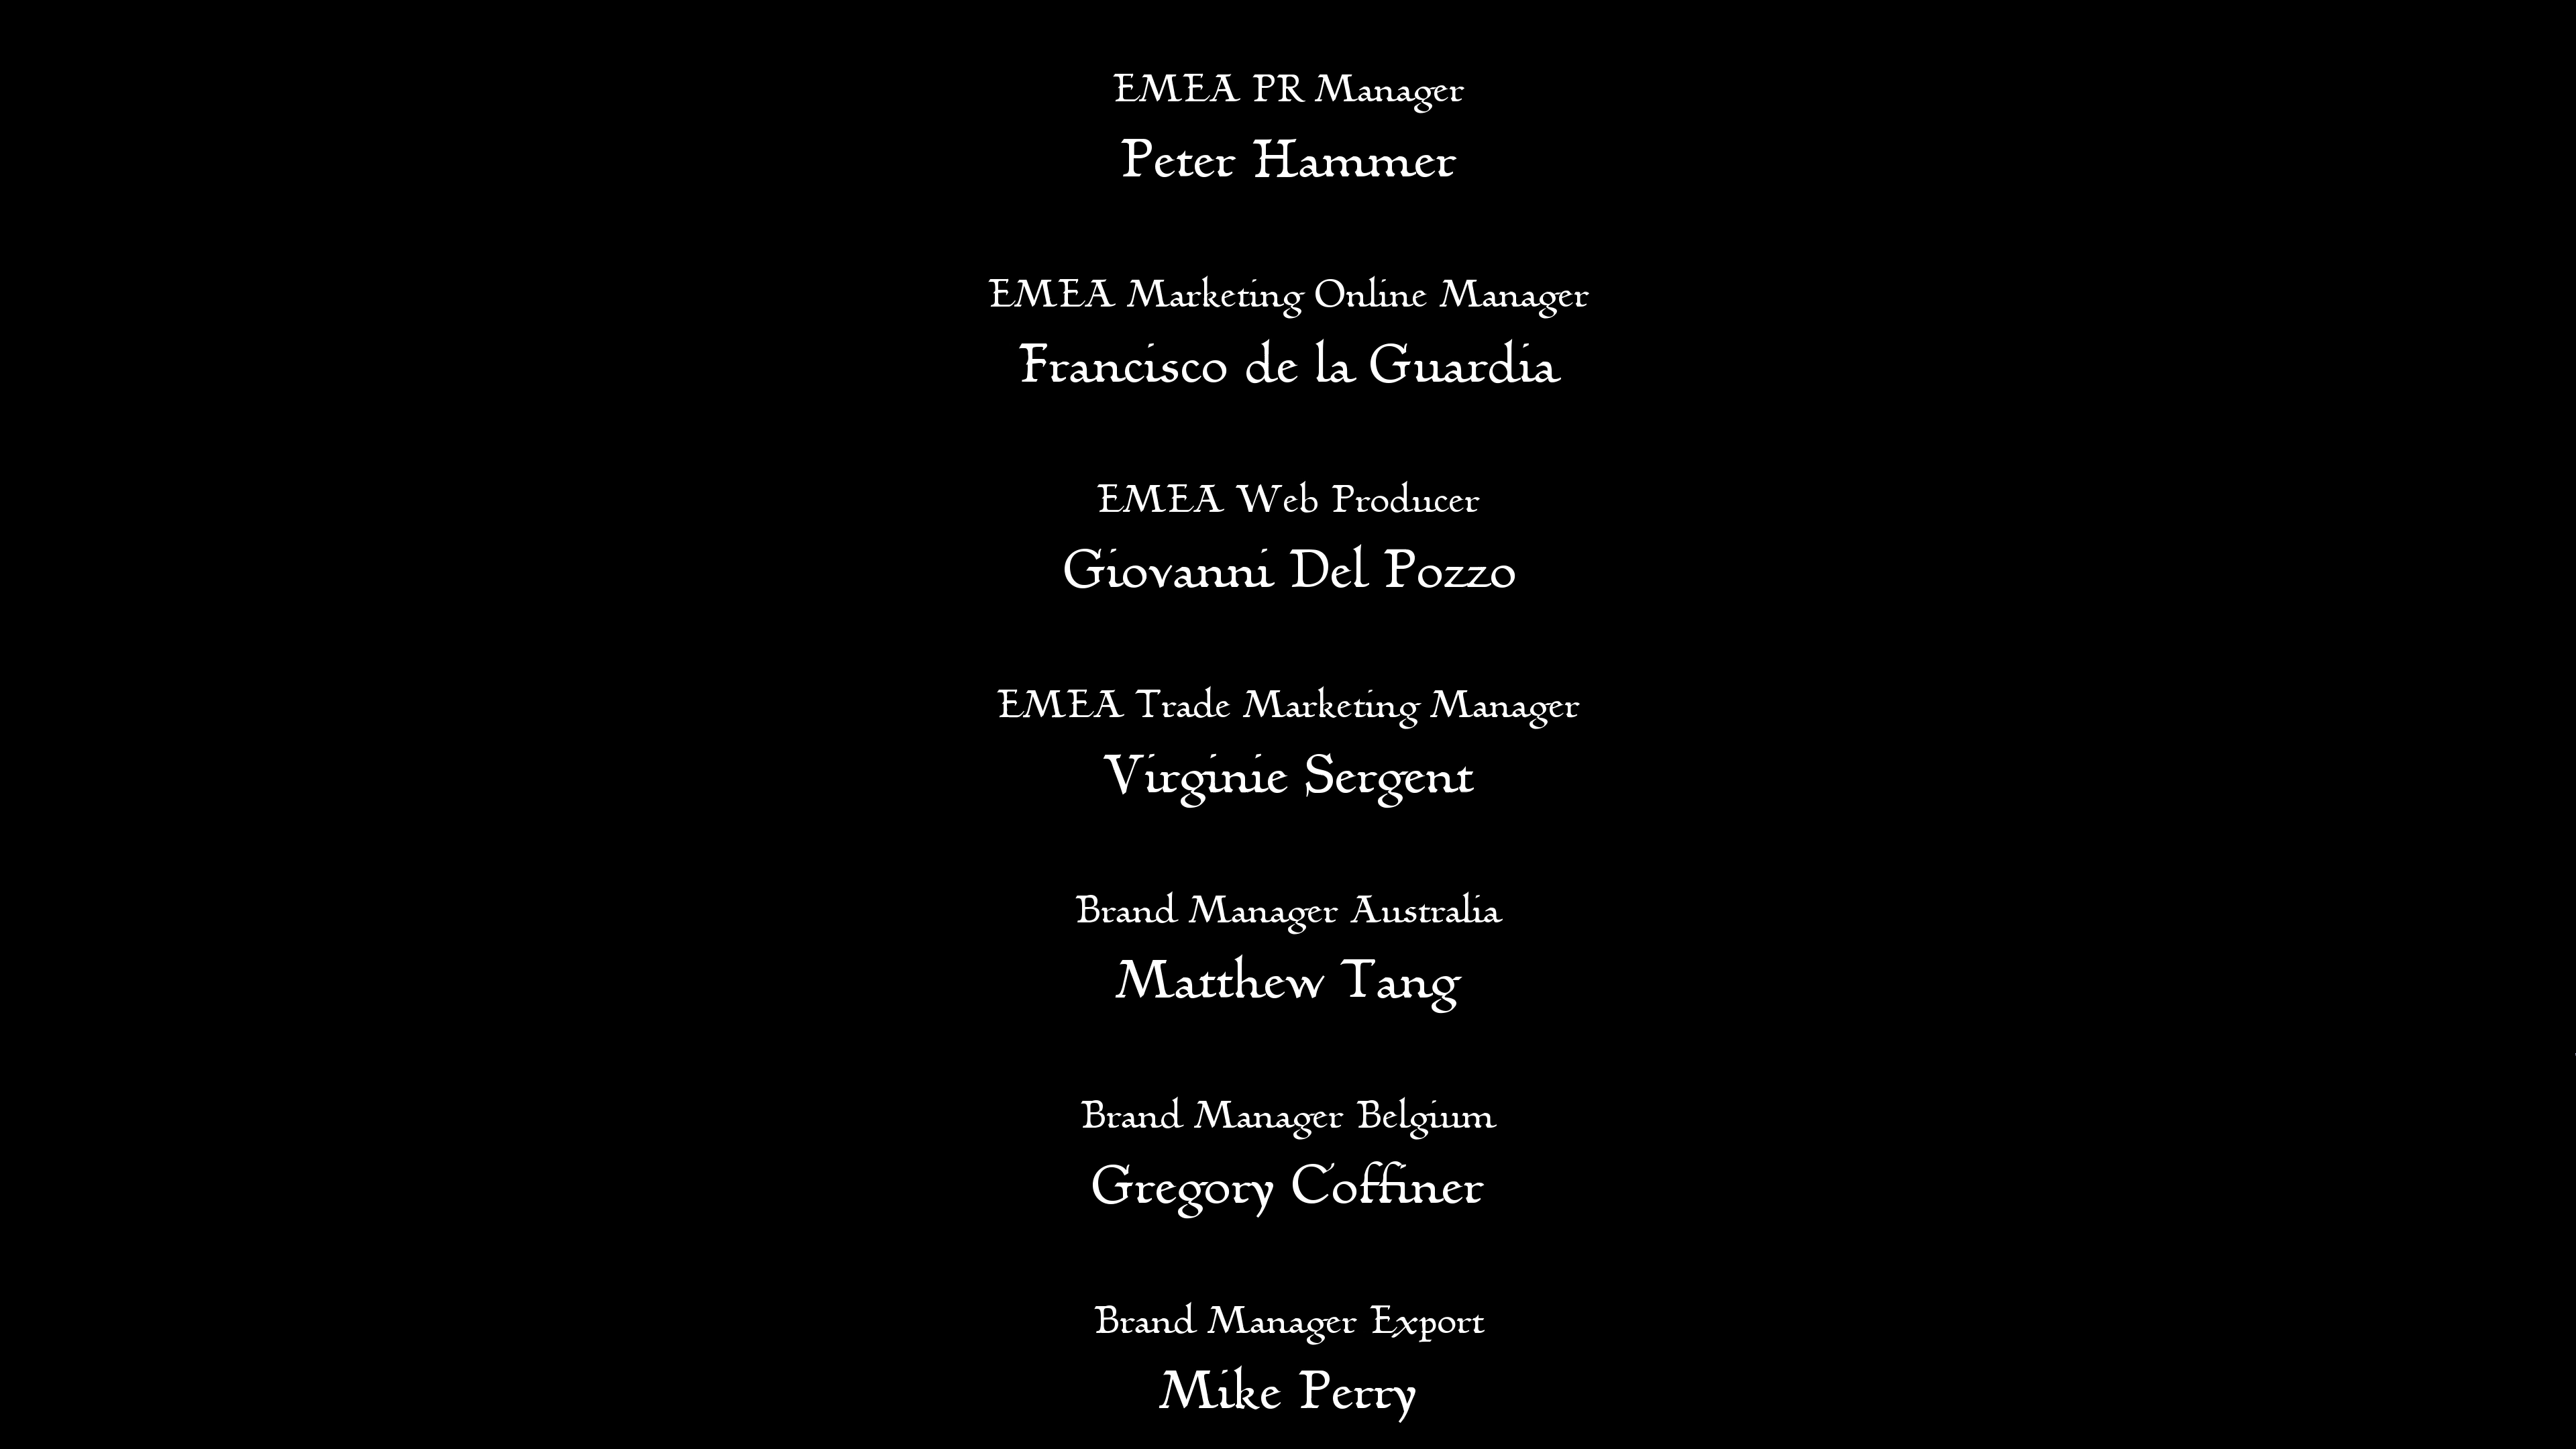 EMEA PR Manager
Peter Hammer
EMEA Marketing Online Manager
Francisco de la Guardia
EMEA Web Producer
Giovanni Del Pozzo
EMEA Trade Marketing Manager
Virginie Sergent
Brand Manager Australia
Matthew Tang
Brand Manager Belgium
Gregory Coffiner
Brand Manager Export
Mike Perry